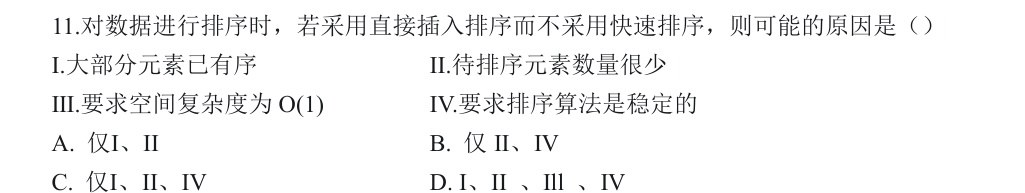 11.对数据进行排序时，若采用直接插入排序而不采用快速排序，则可能的原因是（）
I.大部分元素已有序 II.待排序元素数量很少
III.要求空间复杂度为 O(1) IV.要求排序算法是稳定的
A. 仅I、II B. 仅 II、IV
C. 仅I、II、IV D. I、II 、Ill 、IV